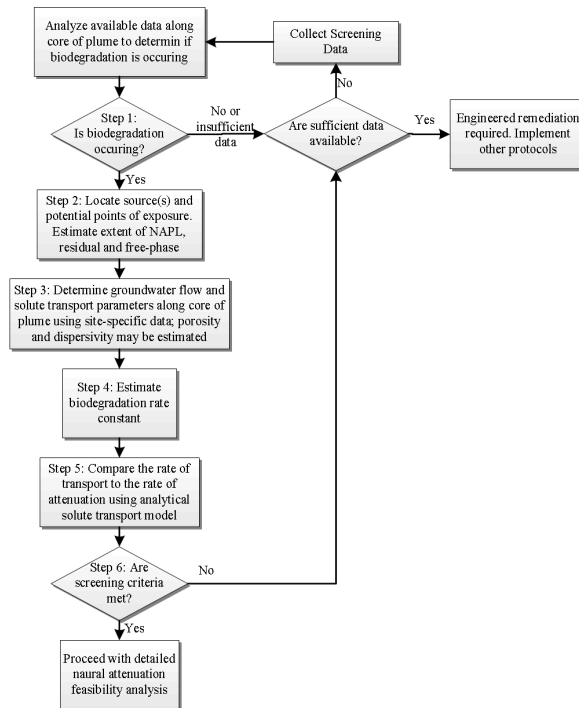 Analyze available data along
core of plume to determin if
biodegradation is occuring
Collect Screening
Data
No
Step 1:
Is biodegradation
occuring?
No or
insufficient
data
Are sufficient data
available?
Yes
Engineered remediation
required. Implement
other protocols
Yes
Step 2: Locate source(s) and
potential points of exposure.
Estimate extent of NAPL,
residual and free-phase
Step 3: Determine groundwater flow and
solute transport parameters along core of
plume using site-specific data; porosity
and dispersivity may be estimated
Step 4: Estimate
biodegradation rate
constant
Step 5: Compare the rate of
transport to the rate of
attenuation using analytical
solute transport model
Step 6: Are
screening criteria
met?
No
Yes
Proceed with detailed
naural attenuation
feasibility analysis